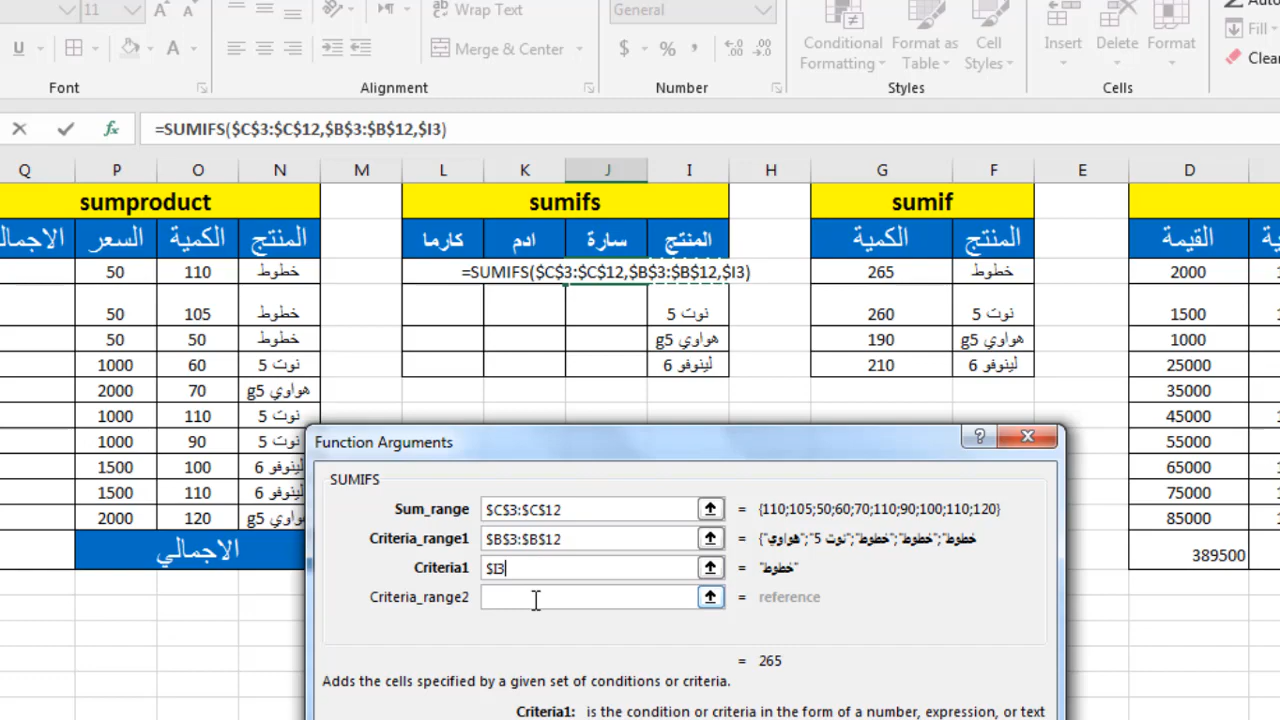 11
Wrap Text
General
Merge & Center
$ % ,
Conditional Formatting
Format as Table
Cell Styles
Insert
Delete
Format
Fill
Clea
Font
Alignment
Number
Styles
Cells
fx =SUMIFS($C$3:$C$12,$B$3:$B$12,$I3)
Q P O N M L K J I H G F E D
sumproduct sumifs sumif
السعر الكمية المنتج كارما ادم سارة المنتج الكمية المنتج القيمة
50 110 خطوط =SUMIFS($C$3:$C$12,$B$3:$B$12,$I3) 265 خطوط 2000
50 105 خطوط نوت 5 260 نوت 5 1500
50 50 خطوط هواوي g5 190 هواوي g5 1000
1000 60 نوت 5 لينوفو 6 210 لينوفو 6 25000
2000 70 هواوي g5 35000
1000 110 نوت 5 45000
1000 90 نوت 5 55000
1500 100 لينوفو 6 65000
1500 110 لينوفو 6 75000
2000 120 هواوي g5 85000
الاجمالي 389500
Function Arguments
SUMIFS
Sum_range $C$3:$C$12 = {110;105;50;60;70;110;90;100;110;120}
Criteria_range1 $B$3:$B$12 = {"خطوط";"خطوط";"خطوط";"نوت 5";"هواوي
Criteria1 $I3 = "خطوط"
Criteria_range2 = reference
= 265
Adds the cells specified by a given set of conditions or criteria.
Criteria1: is the condition or criteria in the form of a number, expression, or text